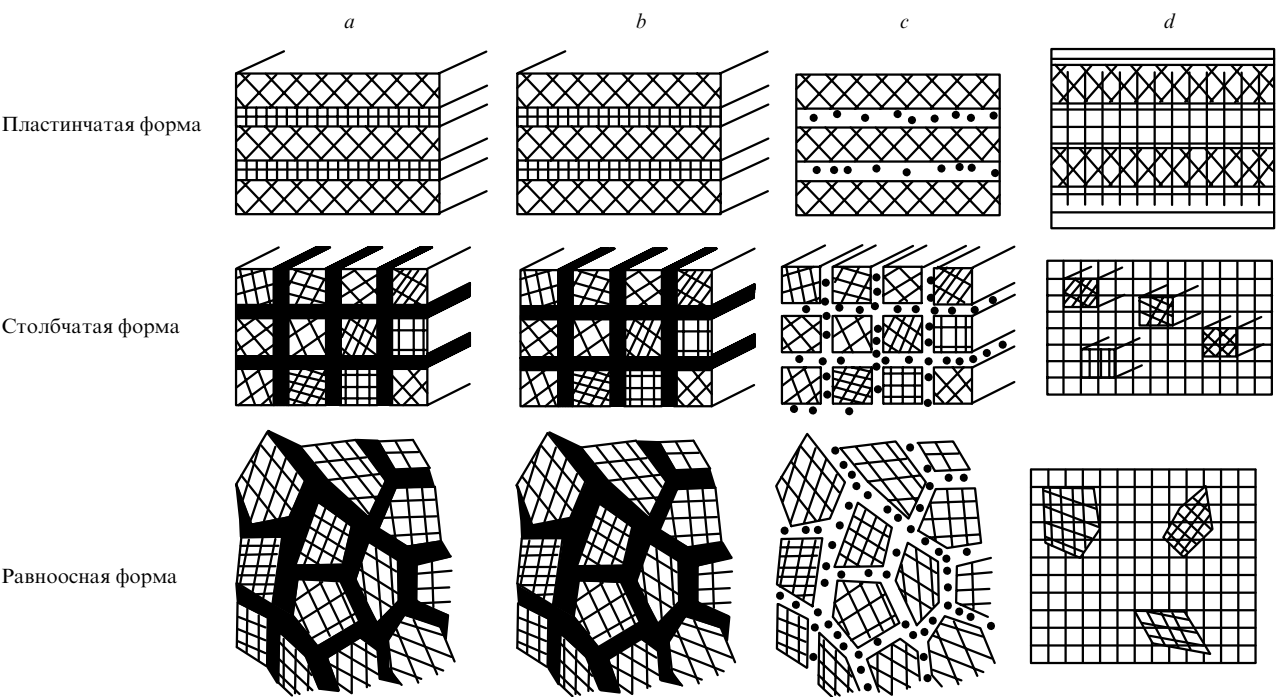 a b c d
Пластинчатая форма
Столбчатая форма
Равноосная форма